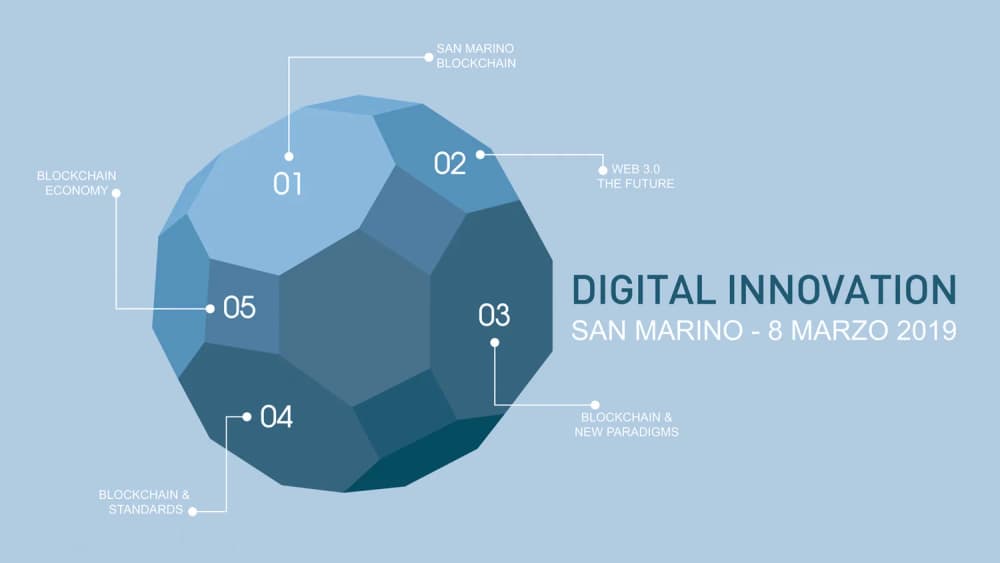 SAN MARINO
BLOCKCHAIN
01
02
WEB 3.0
THE FUTURE
BLOCKCHAIN
ECONOMY
05
03
DIGITAL INNOVATION
SAN MARINO - 8 MARZO 2019
04
BLOCKCHAIN &
NEW PARADIGMS
BLOCKCHAIN &
STANDARDS